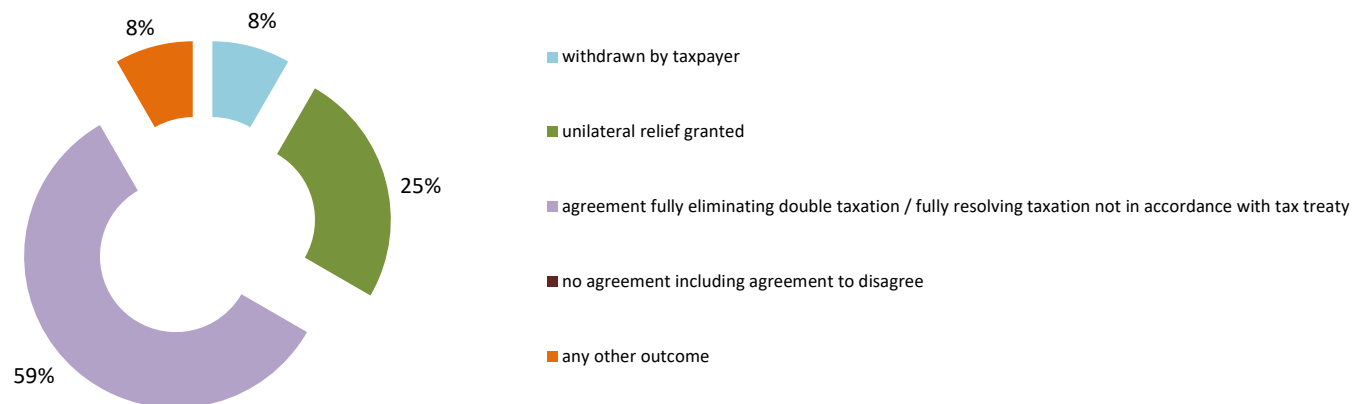 8%
8%
withdrawn by taxpayer
unilateral relief granted
25%
agreement fully eliminating double taxation / fully resolving taxation not in accordance with tax treaty
no agreement including agreement to disagree
any other outcome
59%